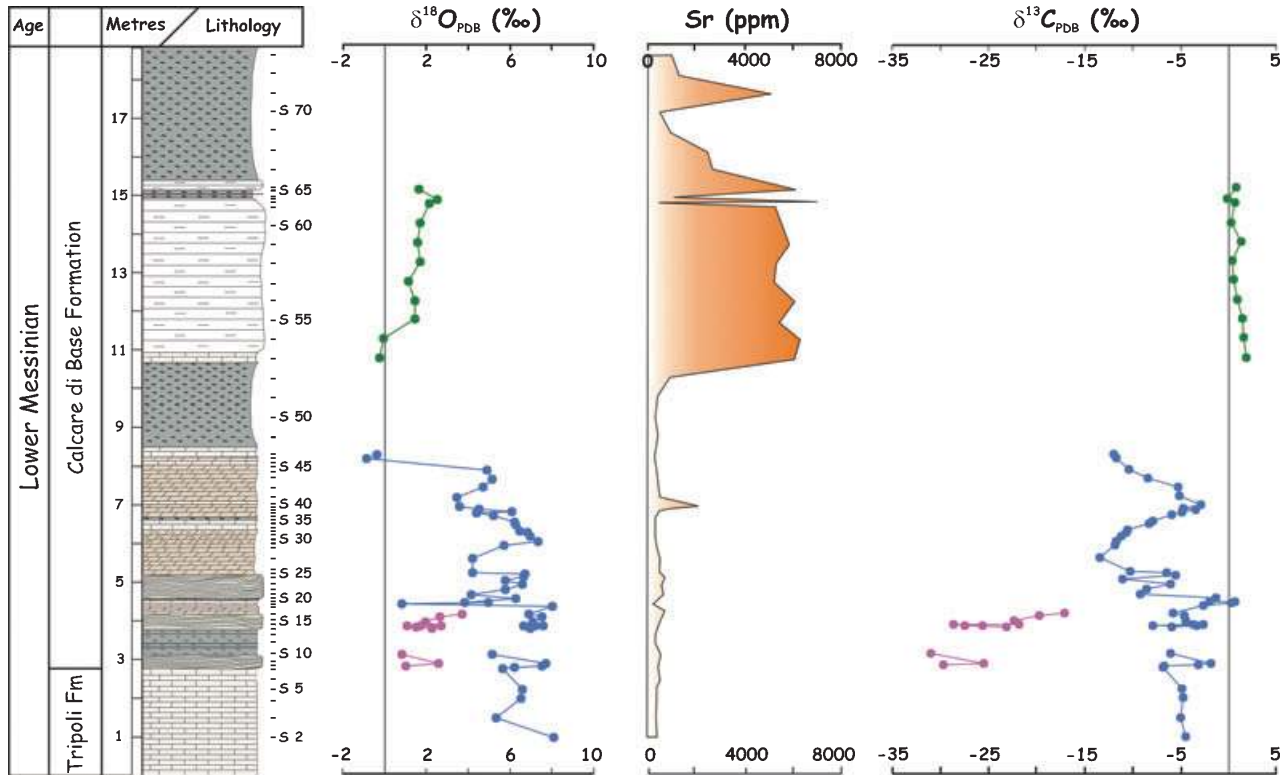 Age
Metres
Lithology
δ18OPDB (‰)
Sr (ppm)
δ13CPDB (‰)
-2 2 6 10
0 4000 8000
-35 -25 -15 -5 5
Lower Messinian
Calcare di Base Formation
Tripoli Fm
17
15
13
11
9
7
5
3
1
S 70
S 65
S 60
S 55
S 50
S 45
S 40
S 35
S 30
S 25
S 20
S 15
S 10
S 5
S 2
-2 2 6 10
0 4000 8000
-35 -25 -15 -5 5